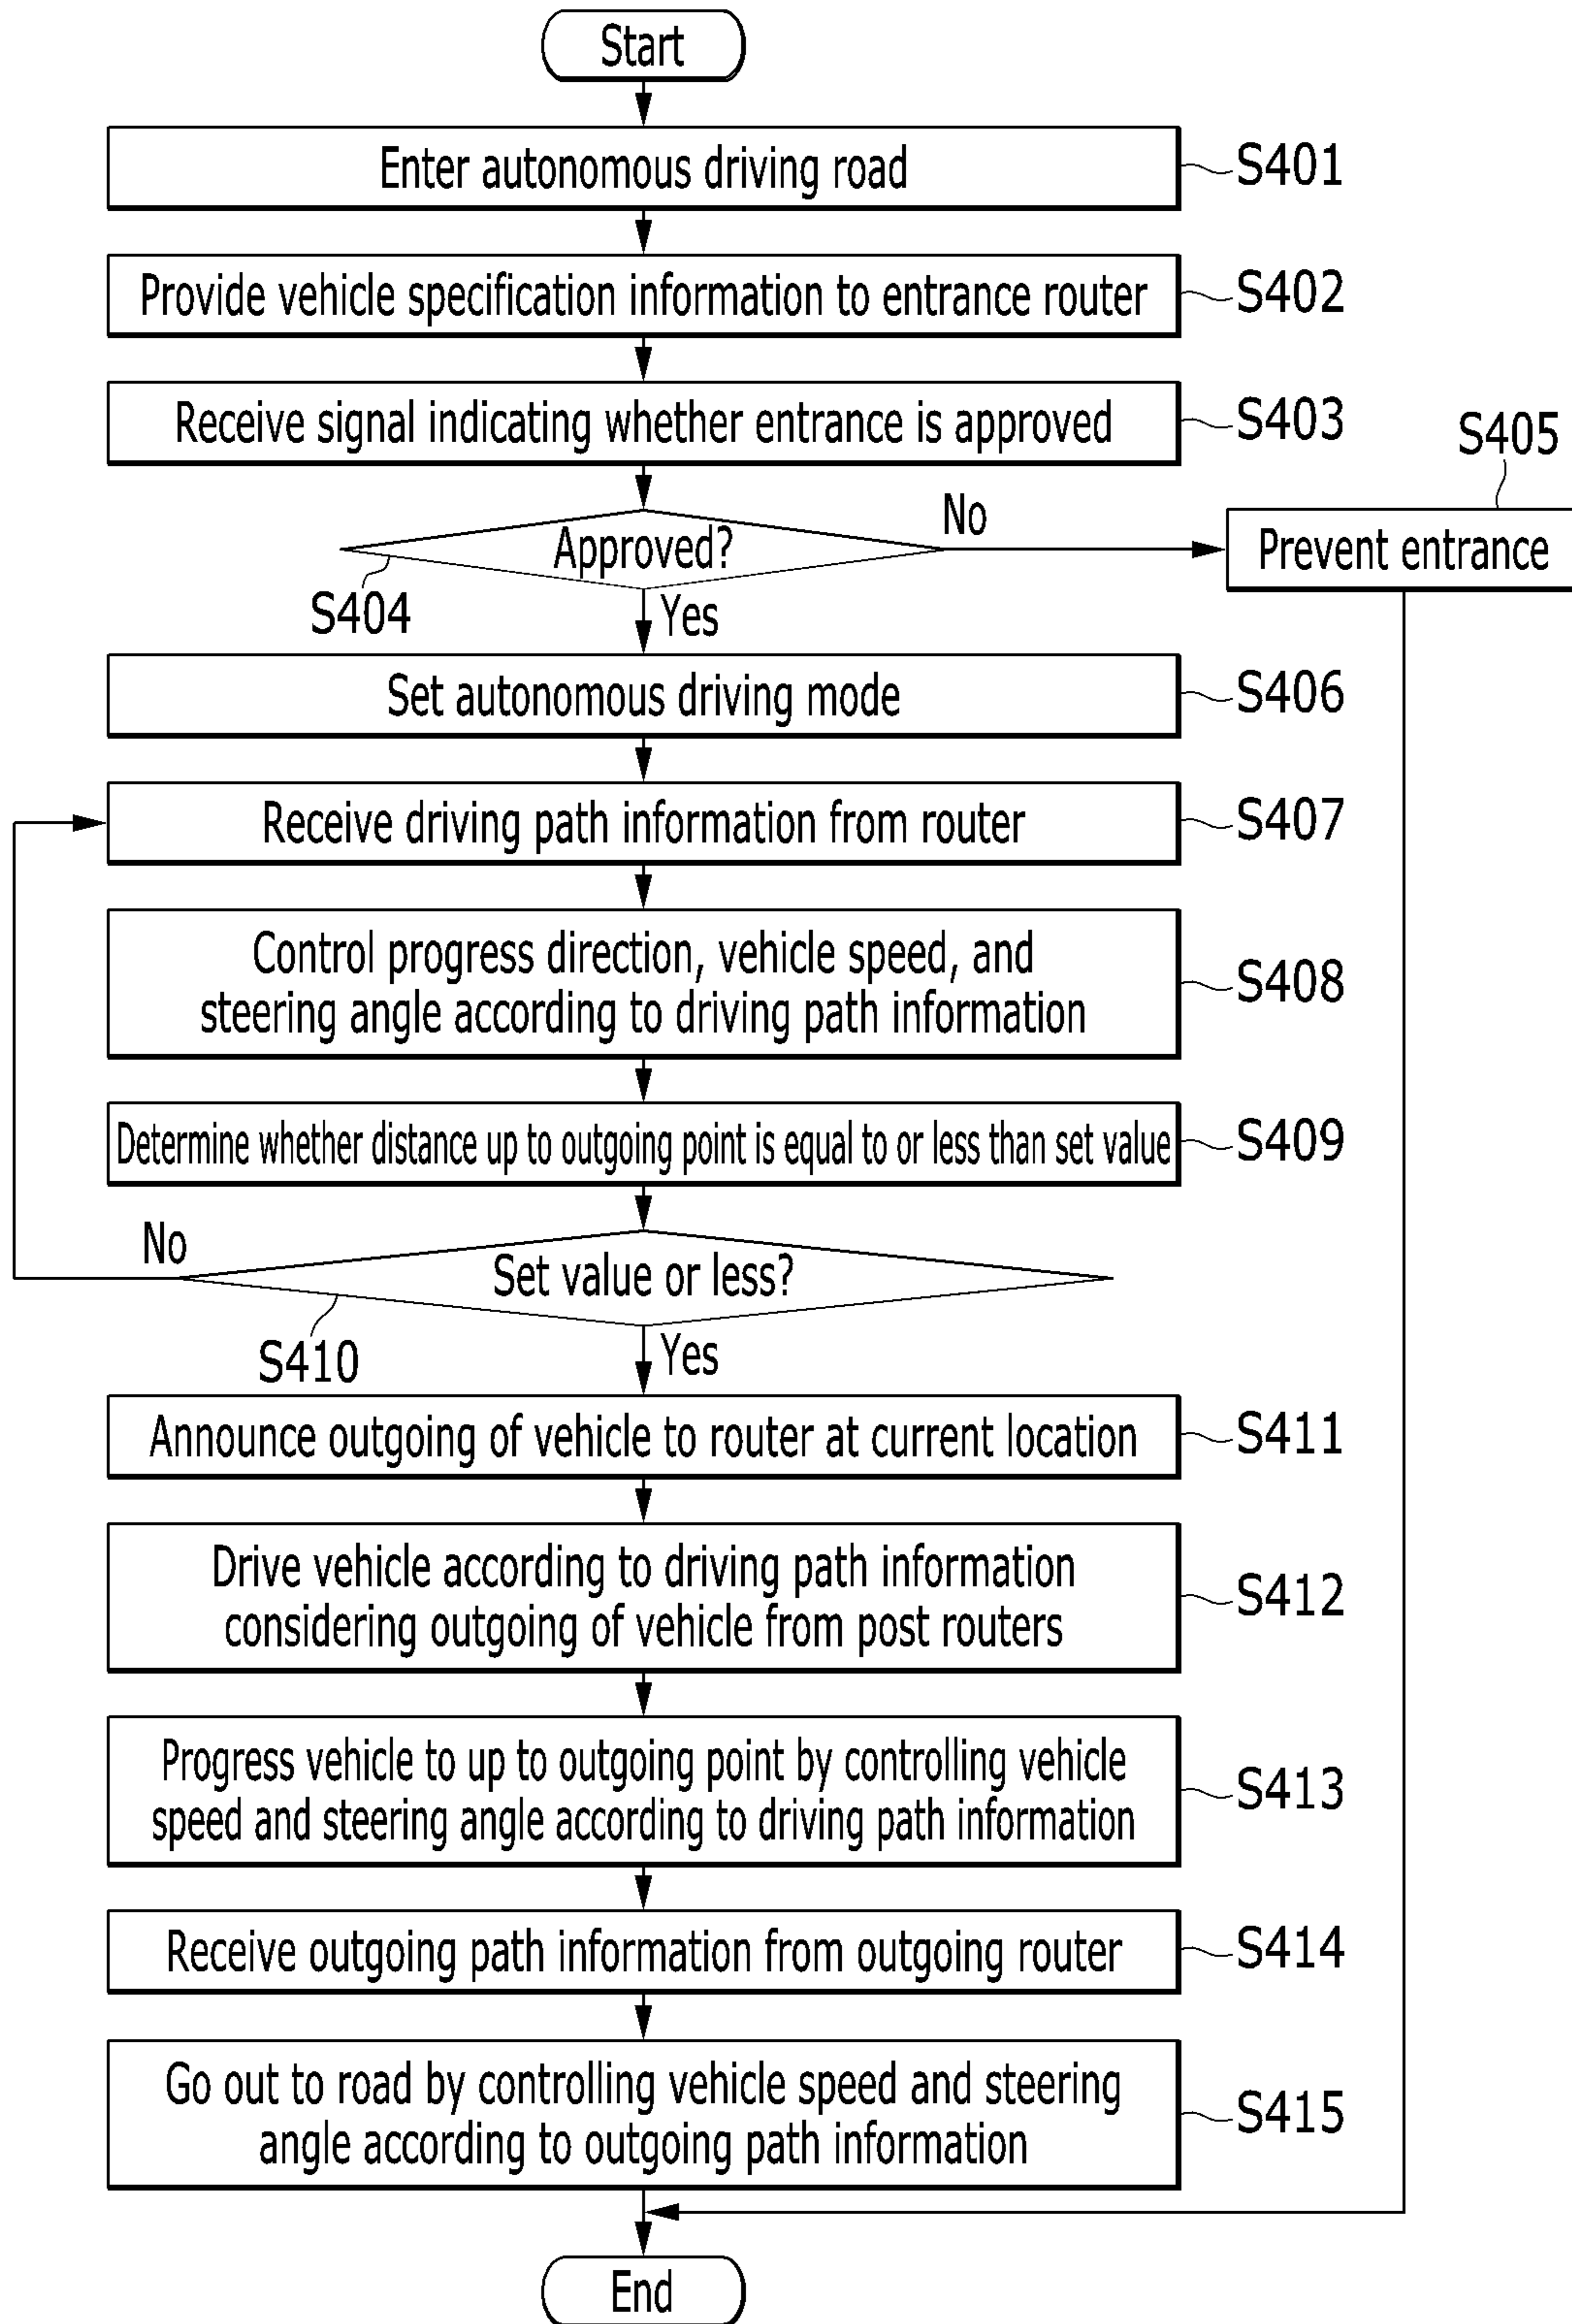 Start
Enter autonomous driving road
S401
Provide vehicle specification information to entrance router
S402
Receive signal indicating whether entrance is approved
S403
S405
Approved?
No
Prevent entrance
S404
Yes
Set autonomous driving mode
S406
Receive driving path information from router
S407
Control progress direction, vehicle speed, and
steering angle according to driving path information
S408
Determine whether distance up to outgoing point is equal to or less than set value
S409
No
Set value or less?
S410
Yes
Announce outgoing of vehicle to router at current location
S411
Drive vehicle according to driving path information
considering outgoing of vehicle from post routers
S412
Progress vehicle to up to outgoing point by controlling vehicle
speed and steering angle according to driving path information
S413
Receive outgoing path information from outgoing router
S414
Go out to road by controlling vehicle speed and steering
angle according to outgoing path information
S415
End